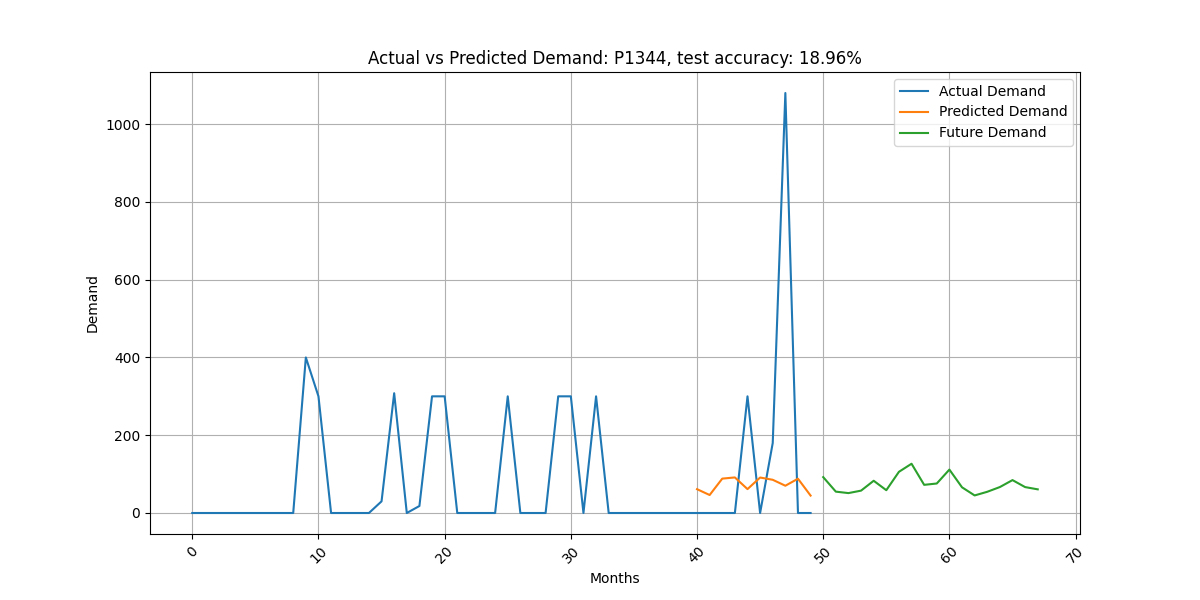 Actual vs Predicted Demand: P1344, test accuracy: 18.96%
Actual Demand
Predicted Demand
Future Demand
Demand
1000
800
600
400
200
0
0 10 20 30 40 50 60 70
Months